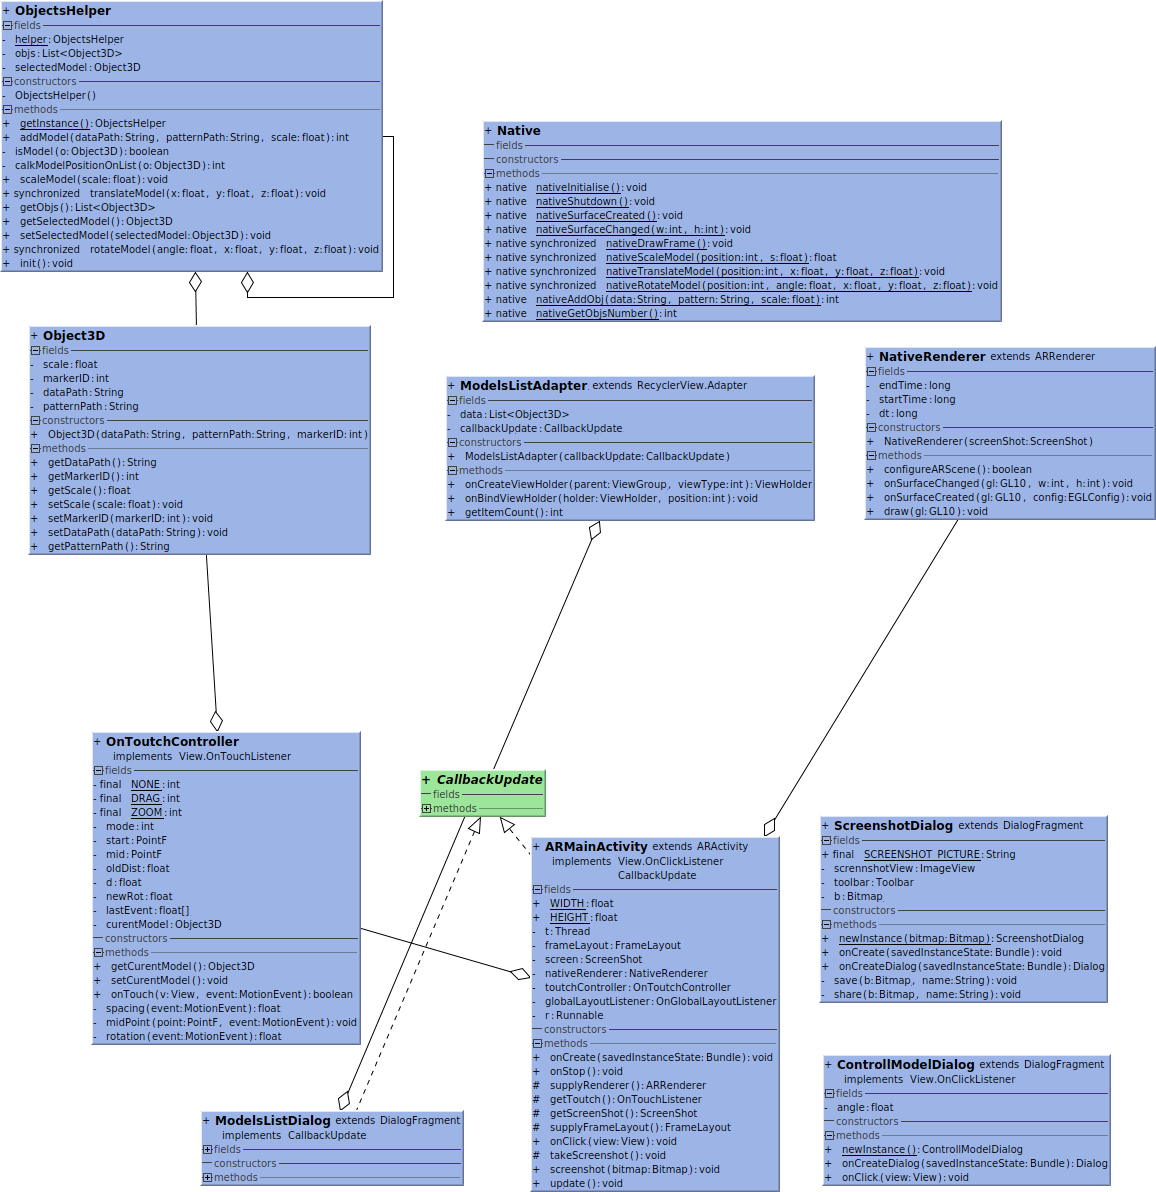 + ObjectsHelper
fields
- helper : ObjectsHelper
- objs : List<Object3D>
- selectedModel : Object3D
constructors
- ObjectsHelper()
methods
+ getInstance() : ObjectsHelper
+ addModel(dataPath:String, patternPath:String, scale:float) : int
- isModel(o:Object3D) : boolean
- calkModelPositionOnList(o:Object3D) : int
+ scaleModel(scale:float) : void
+ synchronized translateModel(x:float, y:float, z:float) : void
+ getObjs() : List<Object3D>
+ getSelectedModel() : Object3D
+ setSelectedModel(selectedModel:Object3D) : void
+ synchronized rotateModel(angle:float, x:float, y:float, z:float) : void
+ init() : void
+ Native
fields
constructors
methods
+ native nativeInitialise() : void
+ native nativeShutdown() : void
+ native nativeSurfaceCreated() : void
+ native nativeSurfaceChanged(w:int, h:int) : void
+ native synchronized nativeDrawFrame() : void
+ native synchronized nativeScaleModel(position:int, s:float) : float
+ native synchronized nativeTranslateModel(position:int, x:float, y:float, z:float) : void
+ native synchronized nativeRotateModel(position:int, angle:float, x:float, y:float, z:float) : void
+ native nativeAddObj(data:String, pattern:String, scale:float) : int
+ native nativeGetObjsNumber() : int
+ Object3D
fields
- scale : float
- markerID : int
- dataPath : String
- patternPath : String
constructors
+ Object3D(dataPath:String, patternPath:String, markerID:int)
methods
+ getDataPath() : String
+ getMarkerID() : int
+ getScale() : float
+ setScale(scale:float) : void
+ setMarkerID(markerID:int) : void
+ setDataPath(dataPath:String) : void
+ getPatternPath() : String
+ ModelsListAdapter extends RecyclerView.Adapter
fields
- data : List<Object3D>
- callbackUpdate : CallbackUpdate
constructors
+ ModelsListAdapter(callbackUpdate:CallbackUpdate)
methods
+ onCreateViewHolder(parent:ViewGroup, viewType:int) : ViewHolder
+ onBindViewHolder(holder:ViewHolder, position:int) : void
+ getItemCount() : int
+ NativeRenderer extends ARRenderer
fields
- endTime : long
- startTime : long
- dt : long
constructors
+ NativeRenderer(screenShot:ScreenShot)
methods
+ configureARScene() : boolean
+ onSurfaceChanged(gl:GL10, w:int, h:int) : void
+ onSurfaceCreated(gl:GL10, config:EGLConfig) : void
+ draw(gl:GL10) : void
+ OnToutchController
implements View.OnTouchListener
fields
- final NONE : int
- final DRAG : int
- final ZOOM : int
- mode : int
- start : PointF
- mid : PointF
- oldDist : float
- d : float
- newRot : float
- lastEvent : float[]
- curentModel : Object3D
constructors
methods
+ getCurentModel() : Object3D
+ setCurentModel() : void
+ onTouch(v:View, event:MotionEvent) : boolean
- spacing(event:MotionEvent) : float
- midPoint(point:PointF, event:MotionEvent) : void
- rotation(event:MotionEvent) : float
+ CallbackUpdate
fields
methods
+ ARMainActivity extends ARActivity
implements View.OnClickListener
CallbackUpdate
fields
+ WIDTH : float
+ HEIGHT : float
- t : Thread
- frameLayout : FrameLayout
- screen : ScreenShot
- nativeRenderer : NativeRenderer
- toutchController : OnToutchController
- globalLayoutListener : OnGlobalLayoutListener
- r : Runnable
constructors
methods
+ onCreate(savedInstanceState:Bundle) : void
+ onStop() : void
# supplyRenderer() : ARRenderer
# getToutch() : OnTouchListener
# getScreenShot() : ScreenShot
# supplyFrameLayout() : FrameLayout
+ onClick(view:View) : void
# takeScreenshot() : void
+ screenshot(bitmap:Bitmap) : void
+ update() : void
+ ScreenshotDialog extends DialogFragment
fields
+ final SCREENSHOT_PICTURE : String
- scrennshotView : ImageView
- toolbar : Toolbar
- b : Bitmap
constructors
methods
+ newInstance(bitmap:Bitmap) : ScreenshotDialog
+ onCreate(savedInstanceState:Bundle) : void
+ onCreateDialog(savedInstanceState:Bundle) : Dialog
- save(b:Bitmap, name:String) : void
- share(b:Bitmap, name:String) : void
+ ControllModelDialog extends DialogFragment
implements View.OnClickListener
fields
- angle : float
constructors
methods
+ newInstance() : ControllModelDialog
+ onCreateDialog(savedInstanceState:Bundle) : Dialog
+ onClick(view:View) : void
+ ModelsListDialog extends DialogFragment
implements CallbackUpdate
fields
constructors
methods